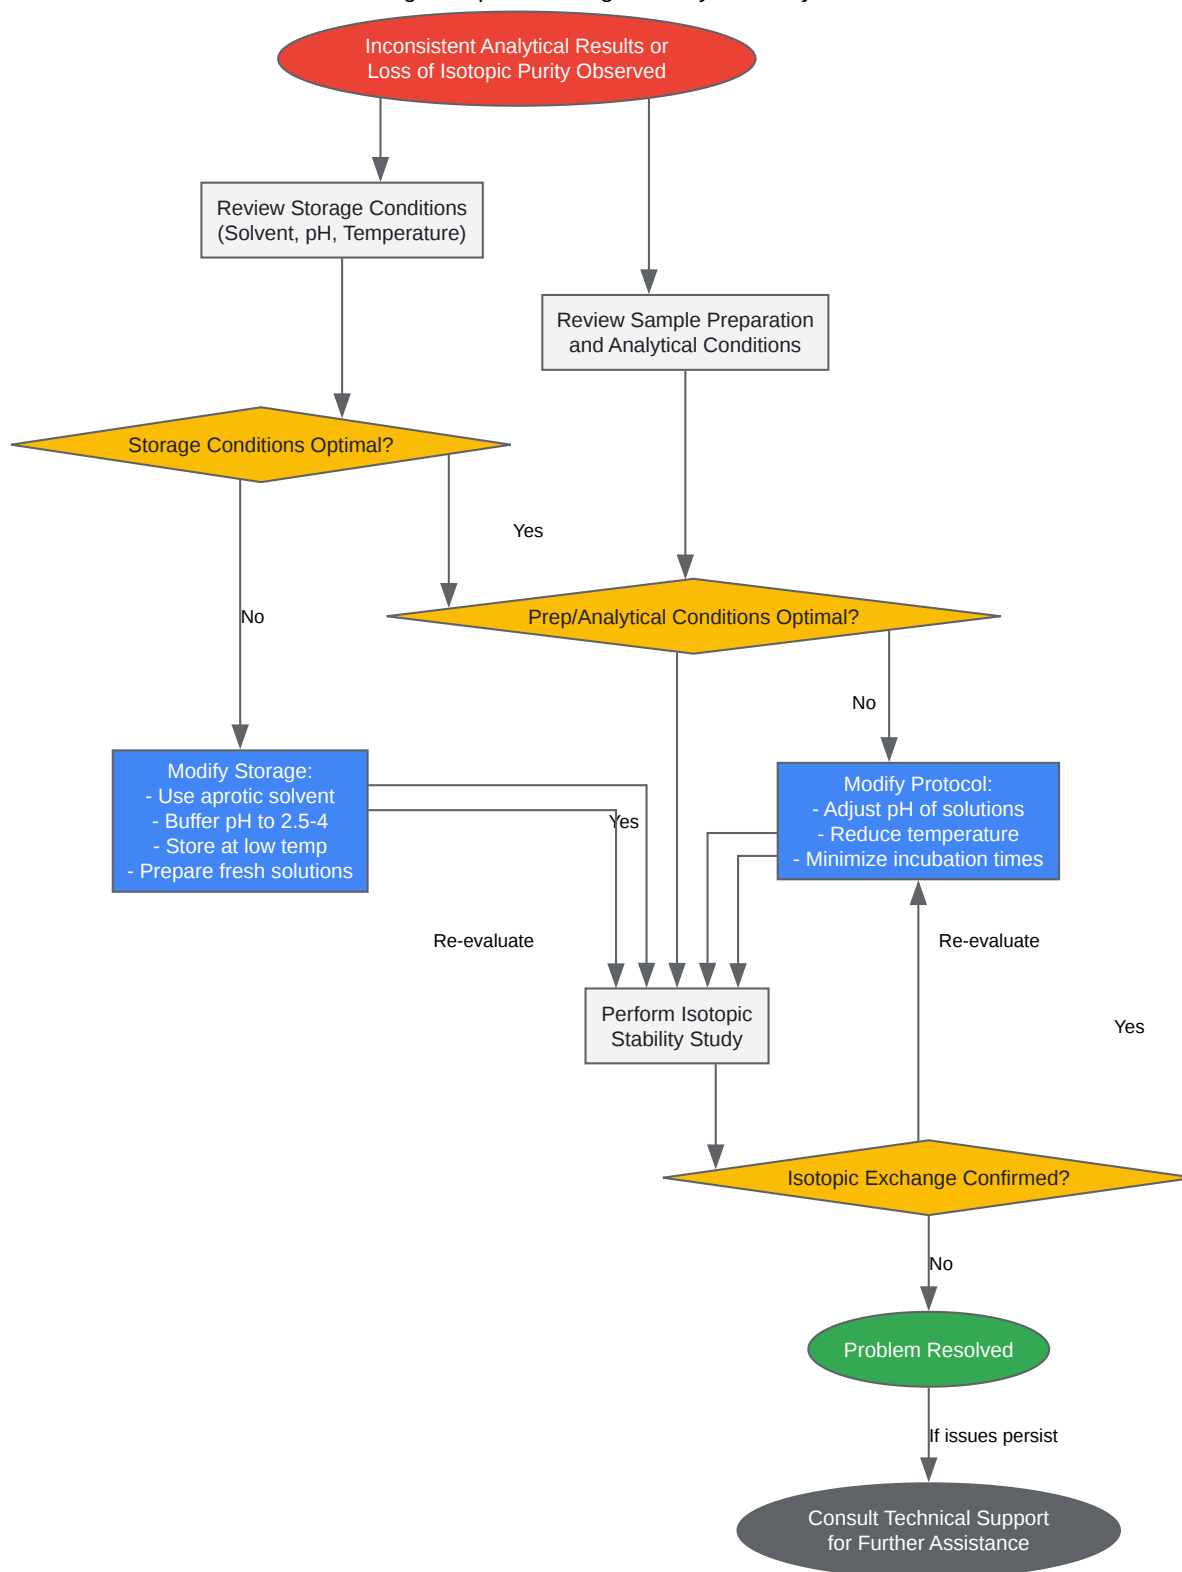 Inconsistent Analytical Results or
Loss of Isotopic Purity Observed
Review Storage Conditions
(Solvent, pH, Temperature)
Review Sample Preparation
and Analytical Conditions
Storage Conditions Optimal?
Yes
No
Prep/Analytical Conditions Optimal?
No
Modify Storage:
- Use aprotic solvent
- Buffer pH to 2.5-4
- Store at low temp
- Prepare fresh solutions
Yes
Modify Protocol:
- Adjust pH of solutions
- Reduce temperature
- Minimize incubation times
Re-evaluate
Re-evaluate
Perform Isotopic
Stability Study
Yes
Isotopic Exchange Confirmed?
No
Problem Resolved
If issues persist
Consult Technical Support
for Further Assistance